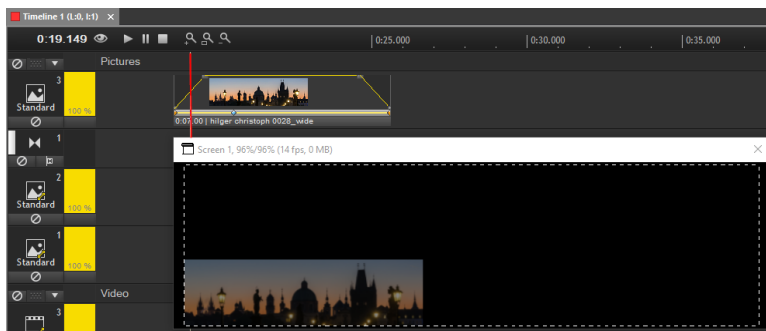 Timeline 1 (L:0, I:1)
0:19.149
0:25.000
0:30.000
0:35.000
Pictures
3
Standard
100 %
0:07.00 | hilger christoph 0028_wide
1
Screen 1, 96%/96% (14 fps, 0 MB)
2
Standard
100 %
1
Standard
100 %
Video
3